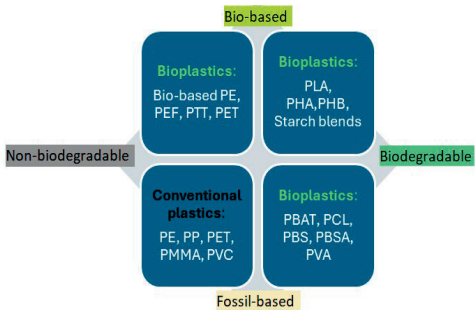 Bio-based
Bioplastics:
Bio-based PE,
PEF, PTT, PET
Bioplastics:
PLA,
PHA,PHB,
Starch blends
Non-biodegradable
Biodegradable
Conventional
plastics:
PE, PP, PET,
PMMA, PVC
Bioplastics:
PBAT, PCL,
PBS, PBSA,
PVA
Fossil-based